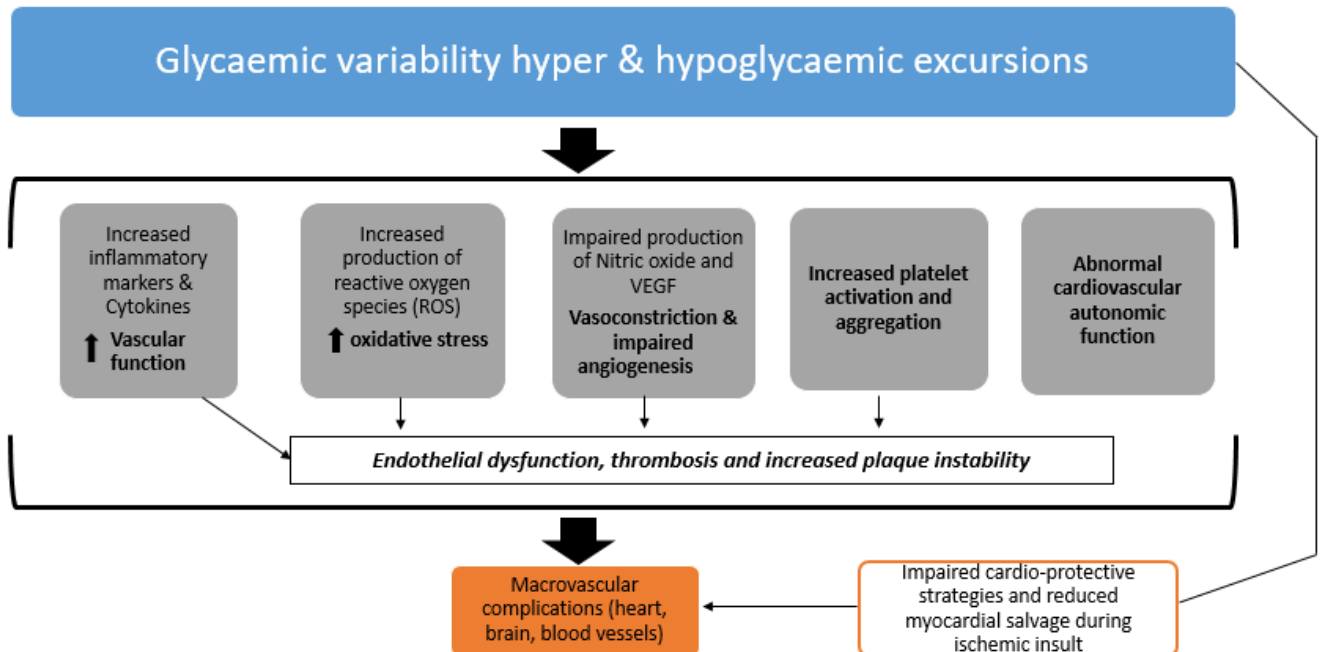 Glycaemic variability hyper & hypoglycaemic excursions
Increased
inflammatory
markers &
Cytokines
Vascular
function
Increased
production of
reactive oxygen
species (ROS)
oxidative stress
Impaired production
of Nitric oxide and
VEGF
Vasoconstriction &
impaired
angiogenesis
Increased platelet
activation and
aggregation
Abnormal
cardiovascular
autonomic
function
Endothelial dysfunction, thrombosis and increased plaque instability
Macrovascular
complications (heart,
brain, blood vessels)
Impaired cardio-protective
strategies and reduced
myocardial salvage during
ischemic insult